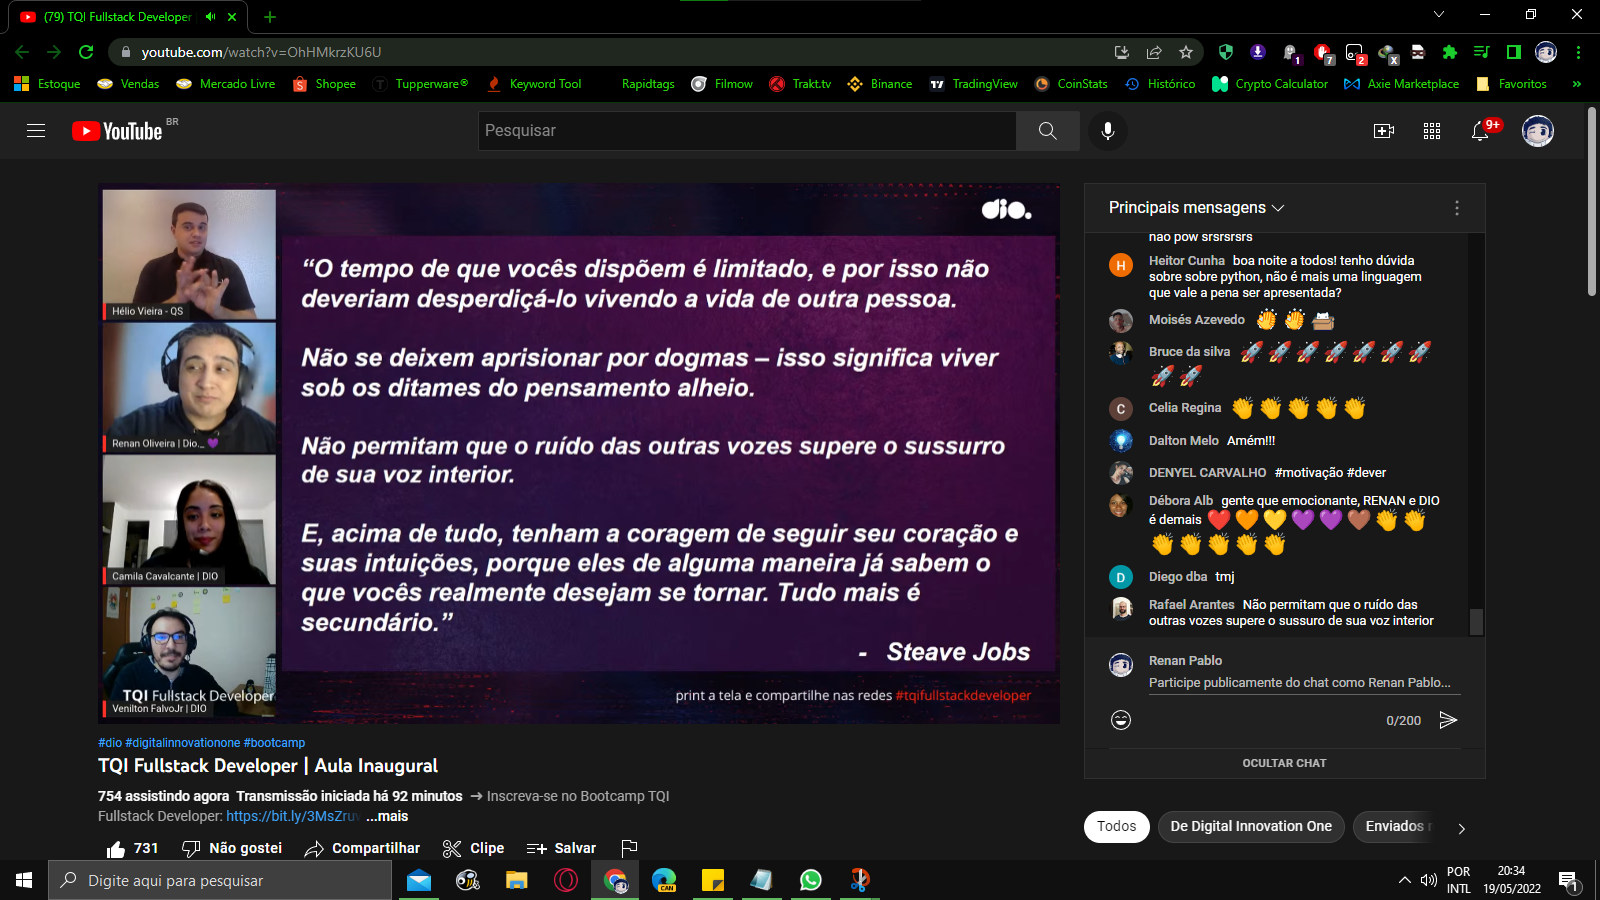 (79) TQI Fullstack Developer
youtube.com/watch?v=OhHMkrzKU6U
1
7
2
X
Estoque
Vendas
Mercado Livre
Shopee
Tupperware®
Keyword Tool
Rapidtags
Filmow
Trakt.tv
Binance
TradingView
CoinStats
Histórico
Crypto Calculator
Axie Marketplace
Favoritos
»
YouTube BR
Pesquisar
9+
dio.
Hélio Vieira - QS
Renan Oliveira | Dio._ 💜
Camila Cavalcante | DIO
TQI Fullstack Developer
Venilton FalvoJr | DIO
“O tempo de que vocês dispõem é limitado, e por isso não
deveriam desperdiçá-lo vivendo a vida de outra pessoa.
Não se deixem aprisionar por dogmas – isso significa viver
sob os ditames do pensamento alheio.
Não permitam que o ruído das outras vozes supere o sussurro
de sua voz interior.
E, acima de tudo, tenham a coragem de seguir seu coração e
suas intuições, porque eles de alguma maneira já sabem o
que vocês realmente desejam se tornar. Tudo mais é
secundário.”
- Steave Jobs
print a tela e compartilhe nas redes #tqifullstackdeveloper
#dio #digitalinnovationone #bootcamp
TQI Fullstack Developer | Aula Inaugural
754 assistindo agora Transmissão iniciada há 92 minutos → Inscreva-se no Bootcamp TQI
Fullstack Developer: https://bit.ly/3MsZruv ...mais
731
Não gostei
Compartilhar
Clipe
Salvar
Principais mensagens
não pow srsrsrsrs
Heitor Cunha boa noite a todos! tenho dúvida
sobre sobre python, não é mais uma linguagem
que vale a pena ser apresentada?
Moisés Azevedo 👏 👏
Bruce da silva 🚀 🚀 🚀 🚀 🚀 🚀 🚀
🚀 🚀
C
Celia Regina 👏 👏 👏 👏 👏
Dalton Melo Amém!!!
DENYEL CARVALHO #motivação #dever
Débora Alb gente que emocionante, RENAN e DIO
é demais ❤️ 🧡 💛 💜 💜 🤎 👏 👏
👏 👏 👏 👏 👏
D
Diego dba tmj
Rafael Arantes Não permitam que o ruído das
outras vozes supere o sussuro de sua voz interior
Renan Pablo
Participe publicamente do chat como Renan Pablo...
0/200
OCULTAR CHAT
Todos
De Digital Innovation One
Enviados
Digite aqui para pesquisar
CAN
POR
INTL
20:34
19/05/2022
1